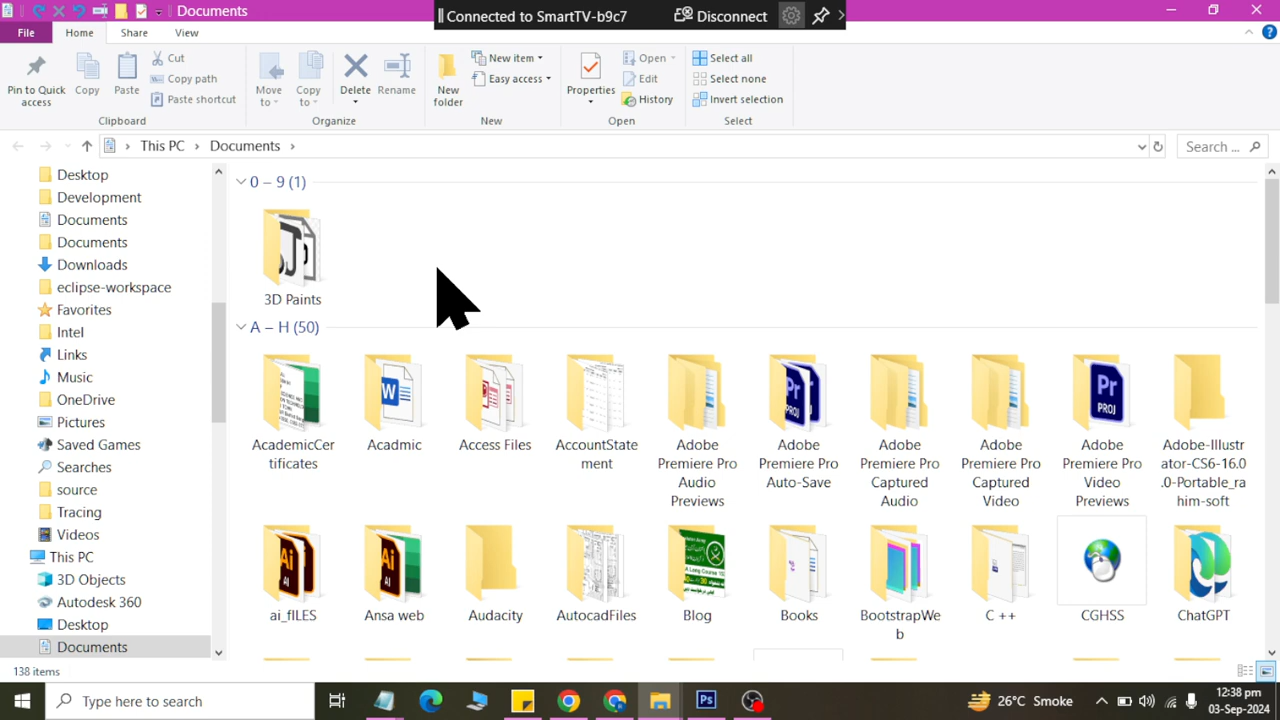 Documents
Connected to SmartTV-b9c7
Disconnect
File
Home
Share
View
Pin to Quick
access
Copy
Paste
Cut
Copy path
Paste shortcut
Clipboard
Move
to
Copy
to
Delete
Rename
Organize
New
folder
New item
Easy access
New
Properties
Open
Edit
History
Open
Select all
Select none
Invert selection
Select
This PC
Documents
Search ...
Desktop
Development
Documents
Documents
Downloads
eclipse-workspace
Favorites
Intel
Links
Music
OneDrive
Pictures
Saved Games
Searches
source
Tracing
Videos
This PC
3D Objects
Autodesk 360
Desktop
Documents
0 – 9 (1)
3D Paints
A – H (50)
AcademicCer
tificates
Acadmic
Access Files
AccountState
ment
Adobe
Premiere Pro
Audio
Previews
Adobe
Premiere Pro
Auto-Save
Adobe
Premiere Pro
Captured
Audio
Adobe
Premiere Pro
Captured
Video
Adobe
Premiere Pro
Video
Previews
Adobe-Illustr
ator-CS6-16.0
.0-Portable_ra
him-soft
ai_fILES
Ansa web
Audacity
AutocadFiles
Blog
Books
BootstrapWe
b
C ++
CGHSS
ChatGPT
138 items
Type here to search
26°C Smoke
12:38 pm
03-Sep-2024